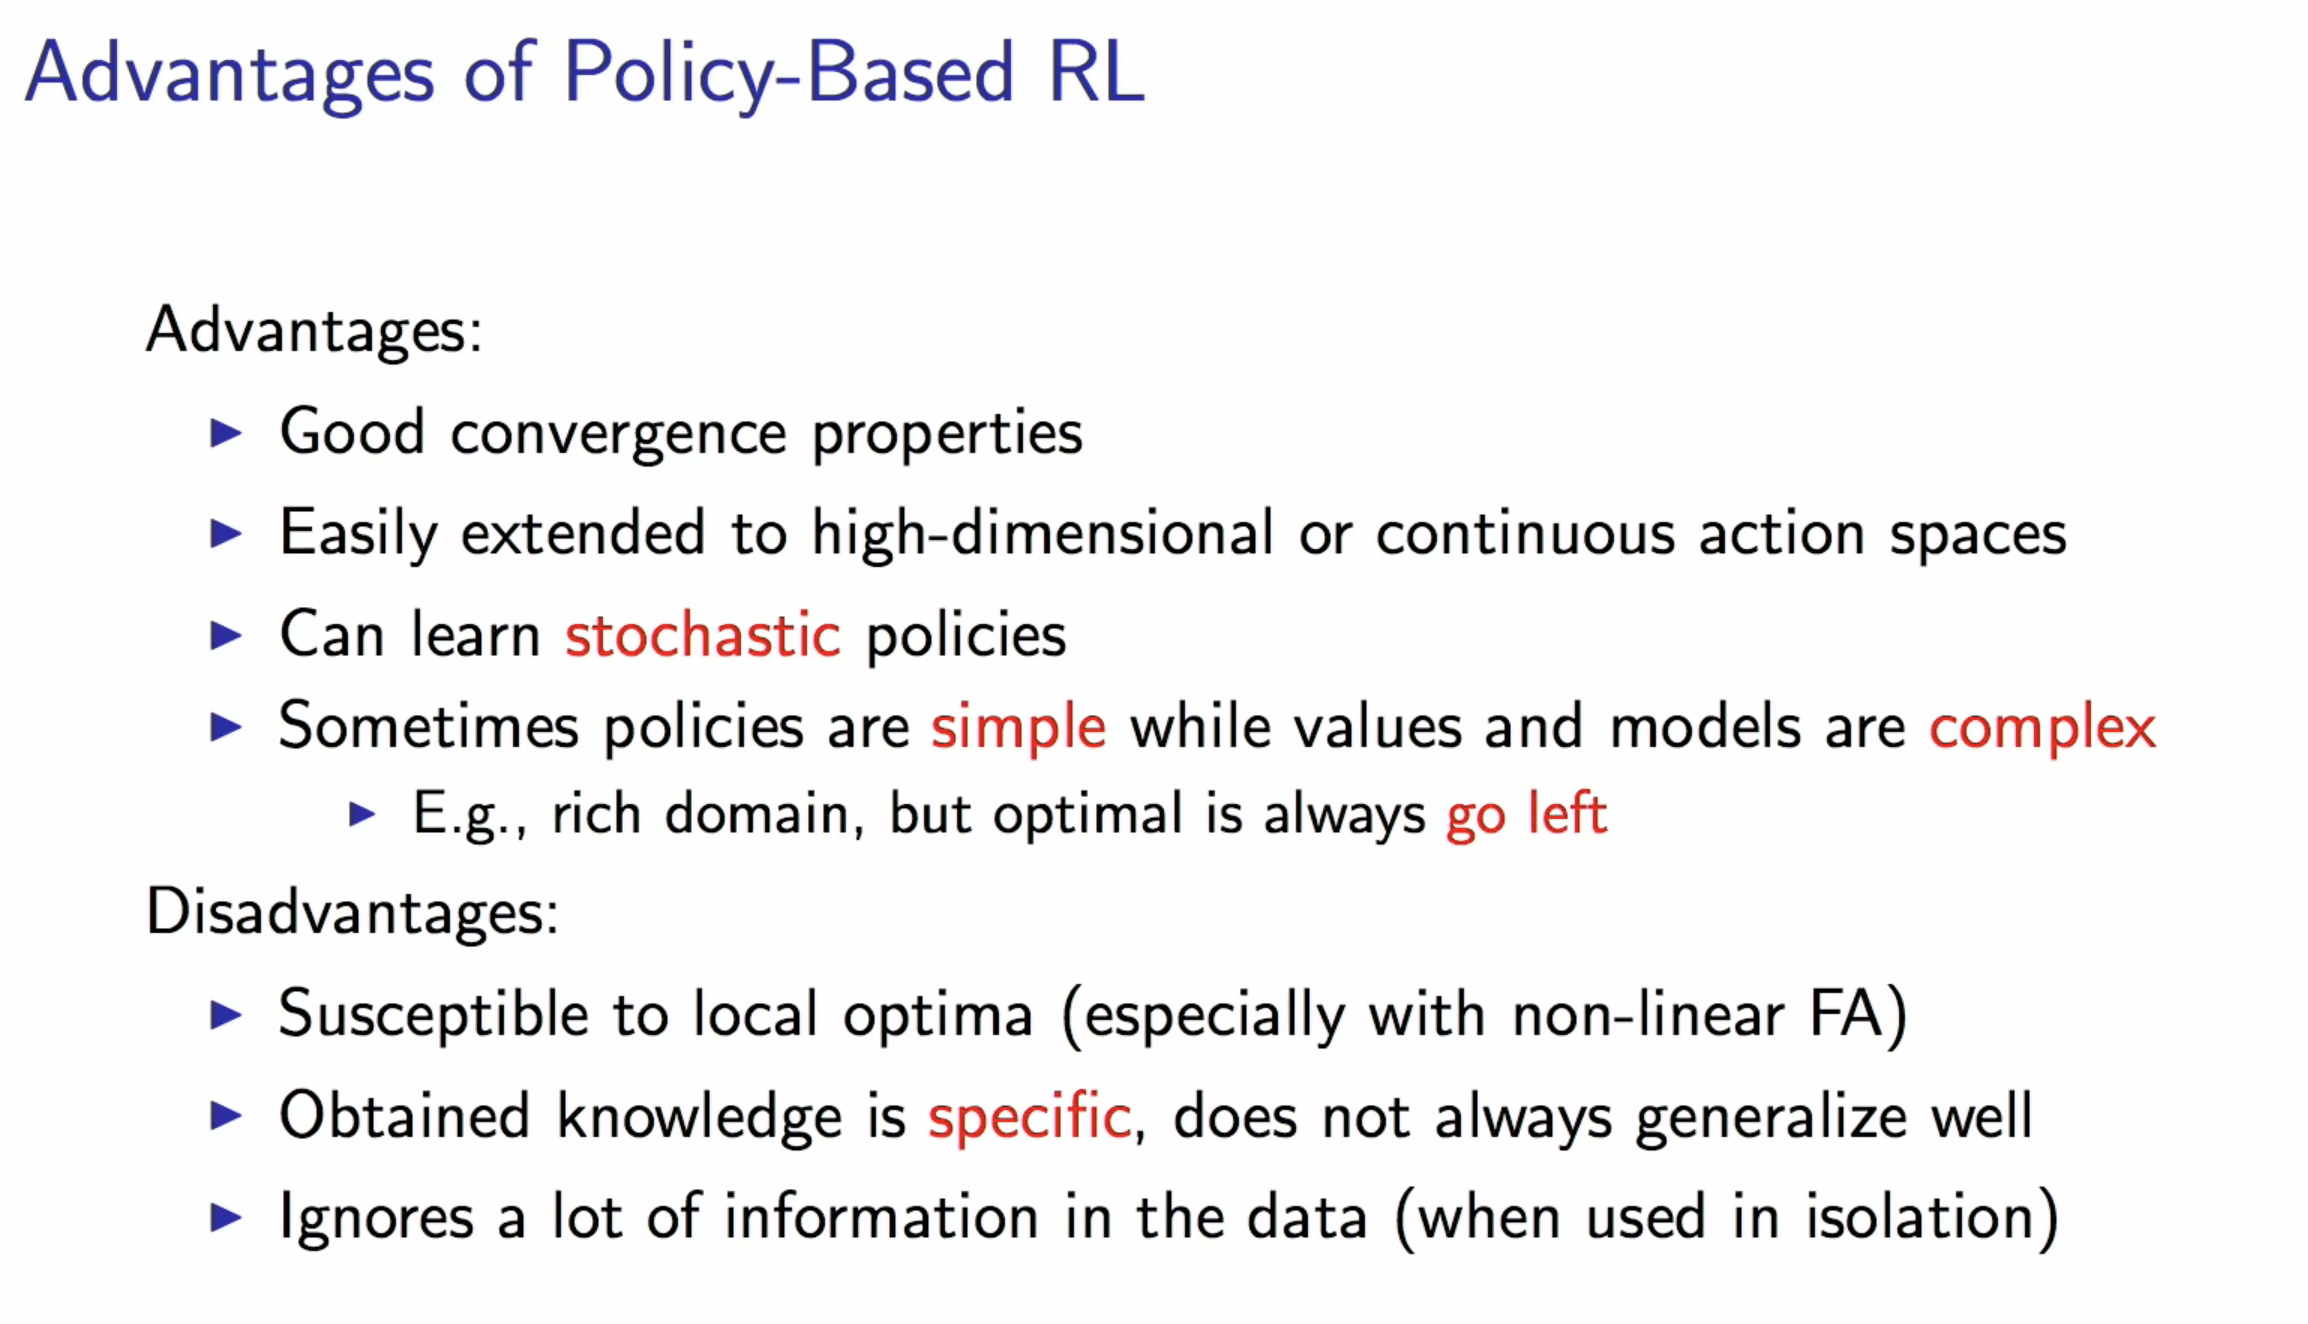 Advantages of Policy-Based RL
Advantages:
▶ Good convergence properties
▶ Easily extended to high-dimensional or continuous action spaces
▶ Can learn stochastic policies
▶ Sometimes policies are simple while values and models are complex
▶ E.g., rich domain, but optimal is always go left
Disadvantages:
▶ Susceptible to local optima (especially with non-linear FA)
▶ Obtained knowledge is specific, does not always generalize well
▶ Ignores a lot of information in the data (when used in isolation)